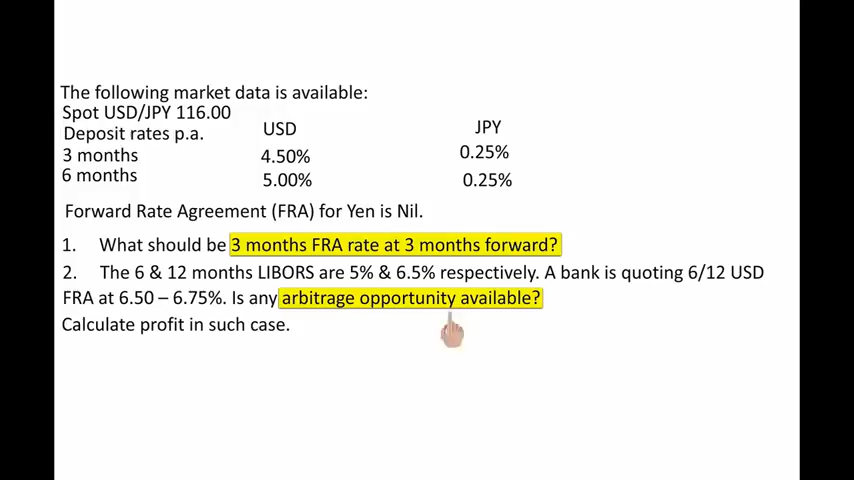 The following market data is available:
Spot USD/JPY 116.00
Deposit rates p.a. USD JPY
3 months 4.50% 0.25%
6 months 5.00% 0.25%
Forward Rate Agreement (FRA) for Yen is Nil.
1. What should be 3 months FRA rate at 3 months forward?
2. The 6 & 12 months LIBORS are 5% & 6.5% respectively. A bank is quoting 6/12 USD
FRA at 6.50 – 6.75%. Is any arbitrage opportunity available?
Calculate profit in such case.